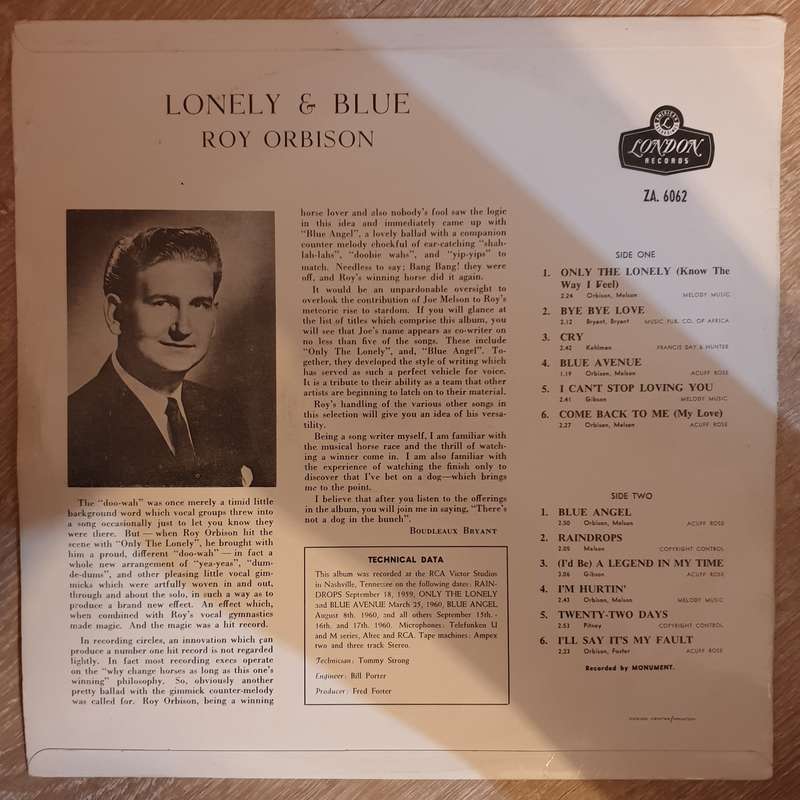 LONELY & BLUE
ROY ORBISON
AMERICAN
L
LONDON
RECORDS
ZA. 6062
The "doo-wah" was once merely a timid little
background word which vocal groups threw into
a song occasionally just to let you know they
were there. But — when Roy Orbison hit the
scene with "Only The Lonely", he brought with
him a proud, different "doo-wah" — in fact a
whole new arrangement of "yea-yeas", "dum-
de-dums", and other pleasing little vocal gim-
micks which were artfully woven in and out,
through and about the solo, in such a way as to
produce a brand new effect. An effect which,
when combined with Roy's vocal gymnastics
made magic. And the magic was a hit record.
In recording circles, an innovation which can
produce a number one hit record is not regarded
lightly. In fact most recording execs operate
on the "why change horses as long as this one's
winning" philosophy. So, obviously another
pretty ballad with the gimmick counter-melody
was called for. Roy Orbison, being a winning
horse lover and also nobody's fool saw the logic
in this idea and immediately came up with
"Blue Angel", a lovely ballad with a companion
counter melody chockful of ear-catching "shah-
lah-lahs", "doobie wahs", and "yip-yips" to
match. Needless to say; Bang Bang! they were
off, and Roy's winning horse did it again.
It would be an unpardonable oversight to
overlook the contribution of Joe Melson to Roy's
meteoric rise to stardom. If you will glance at
the list of titles which comprise this album, you
will see that Joe's name appears as co-writer on
no less than five of the songs. These include
"Only The Lonely", and, "Blue Angel". To-
gether, they developed the style of writing which
has served as such a perfect vehicle for voice.
It is a tribute to their ability as a team that other
artists are beginning to latch on to their material.
Roy's handling of the various other songs in
this selection will give you an idea of his versa-
tility.
Being a song writer myself, I am familiar with
the musical horse race and the thrill of watch-
ing a winner come in. I am also familiar with
the experience of watching the finish only to
discover that I've bet on a dog—which brings
me to the point.
I believe that after you listen to the offerings
in the album, you will join me in saying, "There's
not a dog in the bunch".
BOUDLEAUX BRYANT
TECHNICAL DATA
This album was recorded at the RCA Victor Studios
in Nashville, Tennessee on the following dates: RAIN-
DROPS September 18, 1959, ONLY THE LONELY
and BLUE AVENUE March 25, 1960, BLUE ANGEL
August 8th, 1960, and all others September 15th,-
16th, and 17th, 1960. Microphones: Telefunken U
and M series, Altec and RCA. Tape machines: Ampex
two and three track Stereo.
Technician: Tommy Strong
Engineer: Bill Porter
Producer: Fred Foster
SIDE ONE
1. ONLY THE LONELY (Know The
Way I Feel)
2.24 Orbison, Melson MELODY MUSIC
2. BYE BYE LOVE
2.12 Bryant, Bryant MUSIC PUB. CO. OF AFRICA
3. CRY
2.42 Kohlman FRANCIS DAY & HUNTER
4. BLUE AVENUE
1.19 Orbison, Melson ACUFF ROSE
5. I CAN'T STOP LOVING YOU
2.41 Gibson MELODY MUSIC
6. COME BACK TO ME (My Love)
2.27 Orbison, Melson ACUFF ROSE
SIDE TWO
1. BLUE ANGEL
2.50 Orbison, Melson ACUFF ROSE
2. RAINDROPS
2.05 Melson COPYRIGHT CONTROL
3. (I'd Be) A LEGEND IN MY TIME
3.06 Gibson ACUFF ROSE
4. I'M HURTIN'
2.43 Orbison, Melson MELODY MUSIC
5. TWENTY-TWO DAYS
2.53 Pitney COPYRIGHT CONTROL
6. I'LL SAY IT'S MY FAULT
2.23 Orbison, Foster ACUFF ROSE
Recorded by MONUMENT.